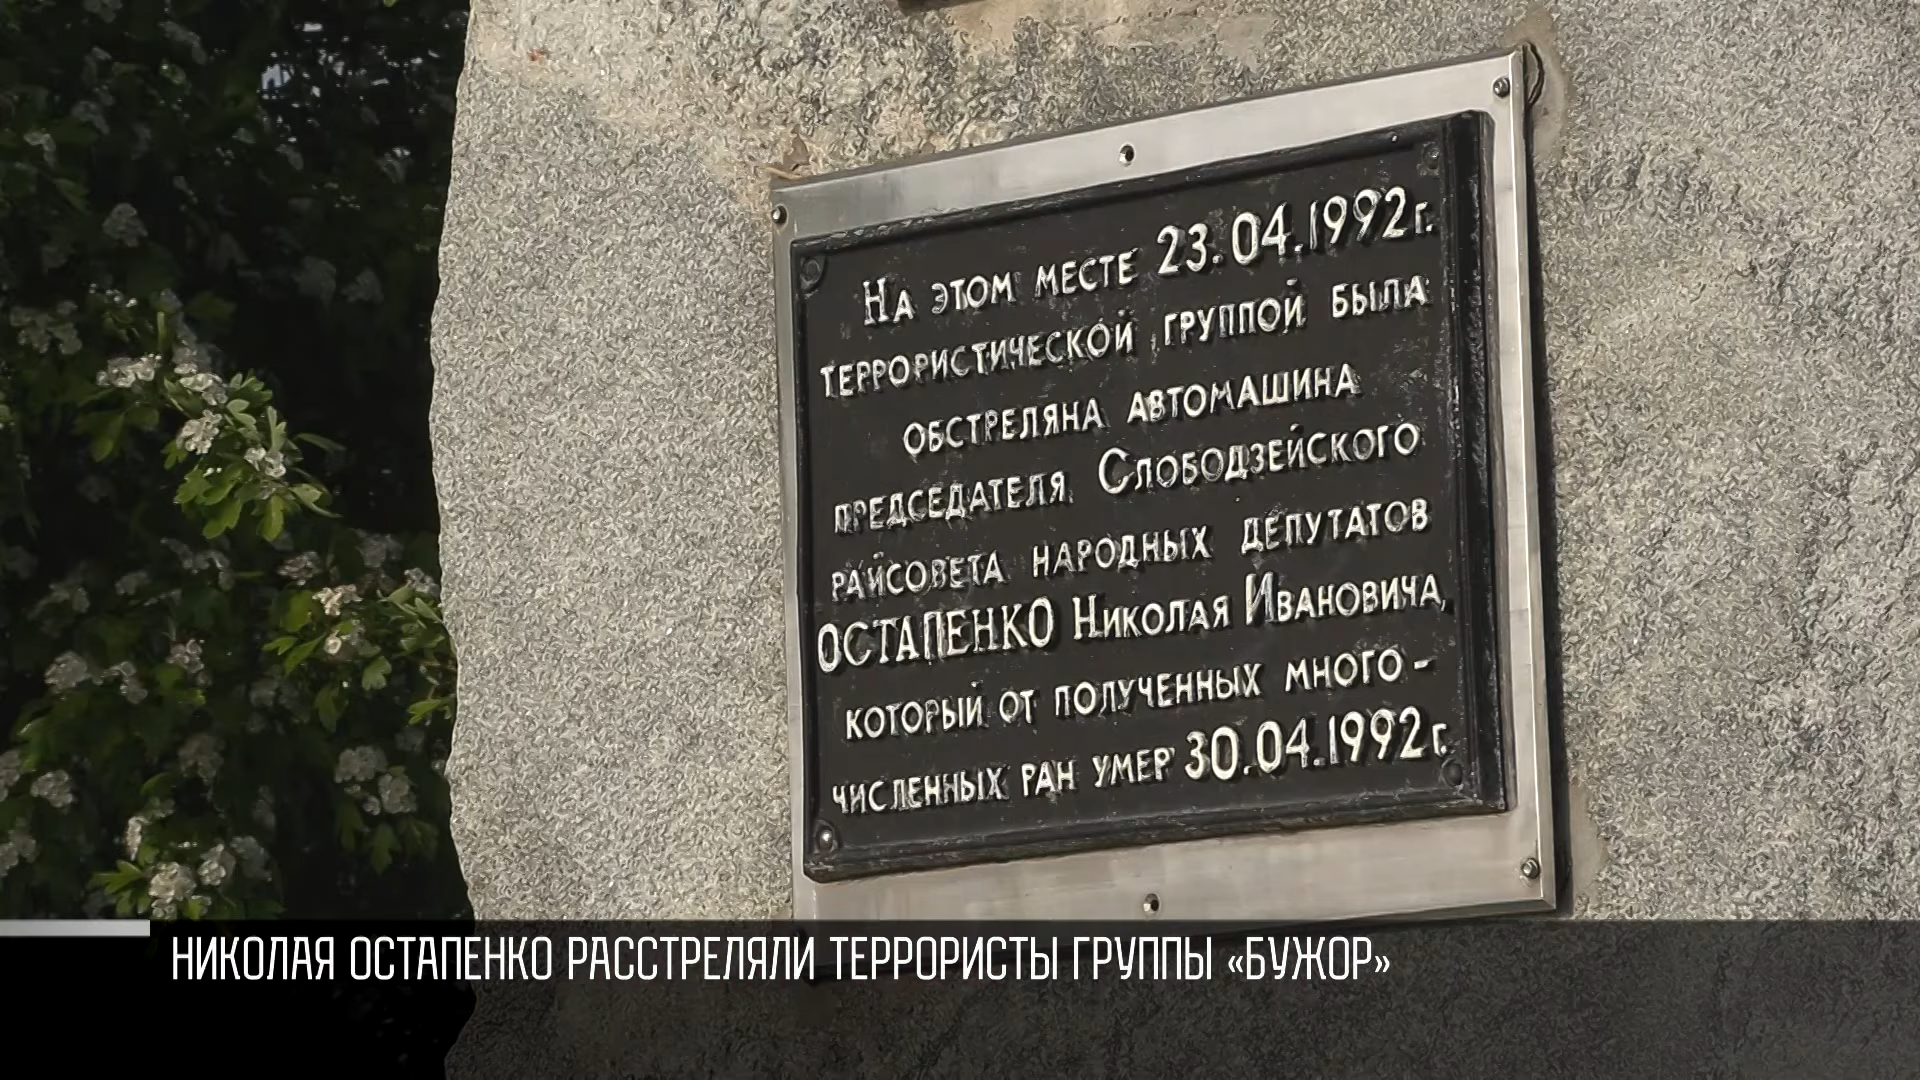 На этом месте 23.04.1992г.
террористической группой была
обстреляна автомашина
председателя Слободзейского
райсовета народных депутатов
ОСТАПЕНКО Николая Ивановича,
который от полученных много-
численных ран умер 30.04.1992г.
НИКОЛАЯ ОСТАПЕНКО РАССТРЕЛЯЛИ ТЕРРОРИСТЫ ГРУППЫ «БУЖОР»